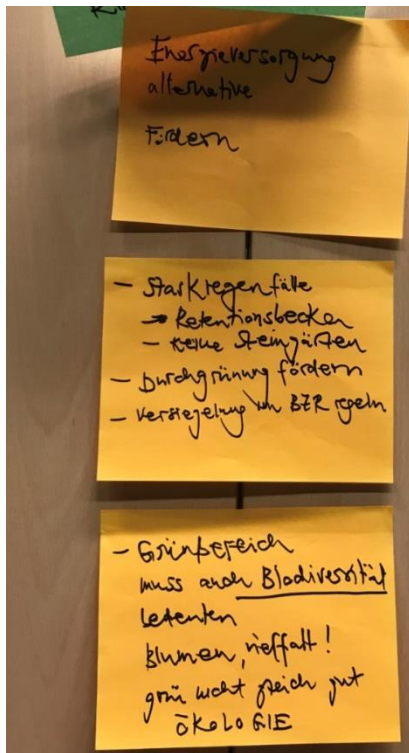 Energieversorgung
alternative
Fördern
- Starkregenfälle
→ Retentionsbecken
- keine Steingärten
- Durchgrünung fördern
- Versiegelung im BZR regeln
- Grünbereich
muss auch Biodiversität
bedeuten
Blumen, vielfalt!
grün nicht gleich gut
ÖKOLOGIE